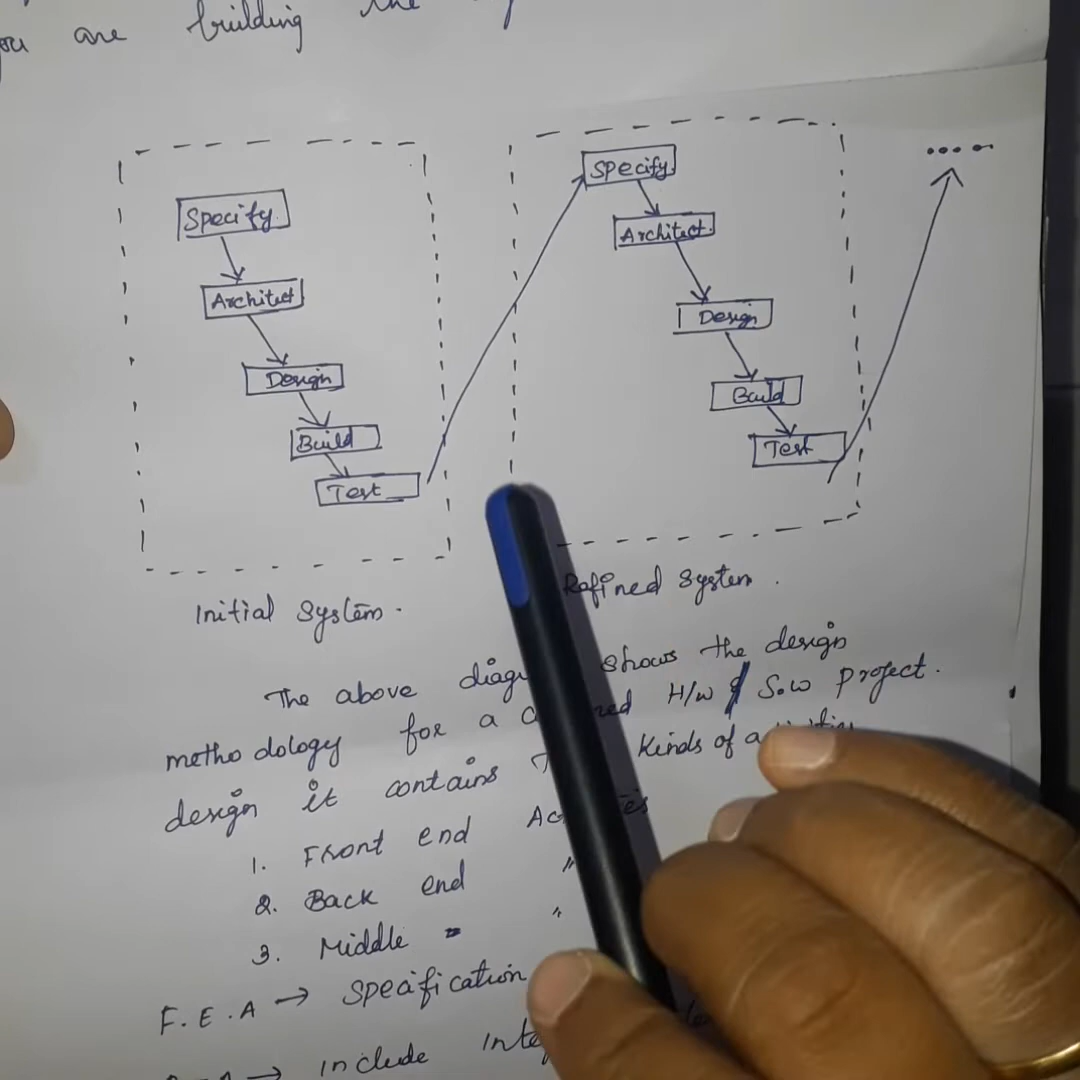 you are building the
Specify.
Architect
Design
Build
Test
Specify.
Architect.
Design
Build
Test
Initial System.
Refined System.
The above shows the design
methodology for a H/W & S.W Project.
design it contains Kinds of
1. Front end
2. Back end "
3. Middle " "
F.E.A → Specification
→ include